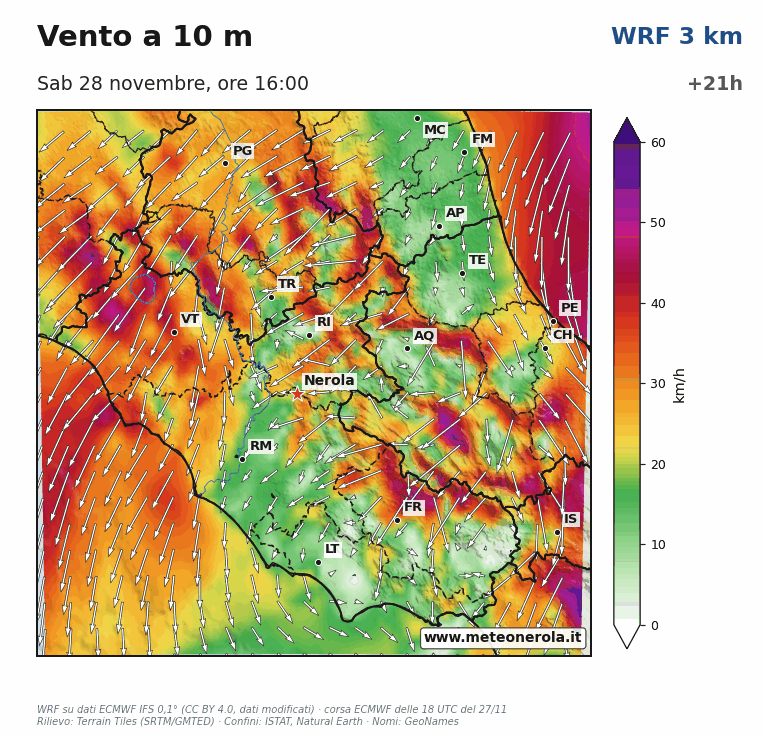 Vento a 10 m
WRF 3 km
Sab 28 novembre, ore 16:00
+21h
MC
FM
PG
AP
TE
TR
PE
VT
RI
CH
AQ
Nerola
RM
FR
IS
LT
www.meteonerola.it
60
50
40
30
20
10
0
km/h
WRF su dati ECMWF IFS 0,1° (CC BY 4.0, dati modificati) · corsa ECMWF delle 18 UTC del 27/11
Rilievo: Terrain Tiles (SRTM/GMTED) · Confini: ISTAT, Natural Earth · Nomi: GeoNames